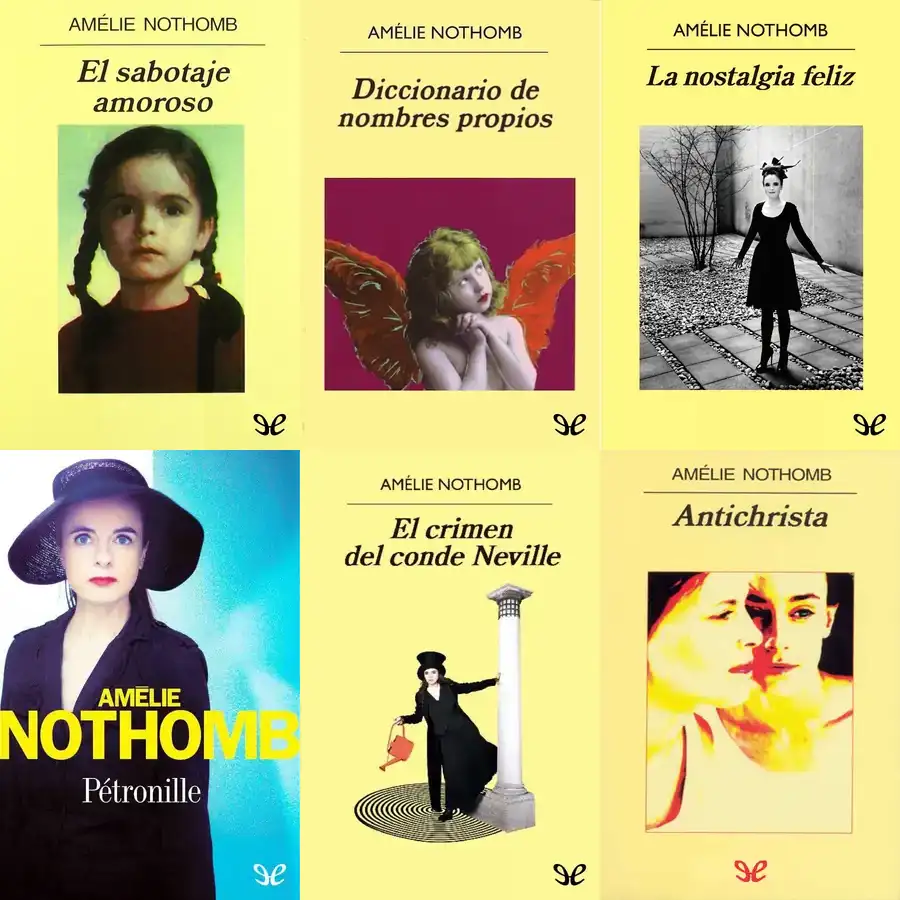 AMÉLIE NOTHOMB
El sabotaje
amoroso
AMÉLIE NOTHOMB
Diccionario de
nombres propios
AMÉLIE NOTHOMB
La nostalgia feliz
AMÉLIE
NOTHOMB
Pétronille
AMÉLIE NOTHOMB
El crimen
del conde Neville
AMÉLIE NOTHOMB
Antichrista